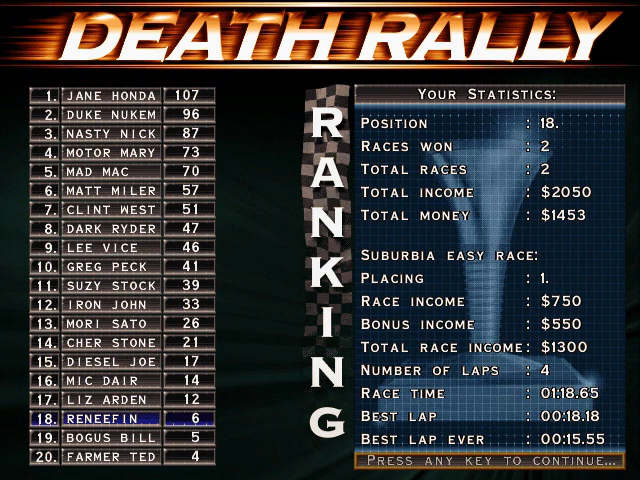 DEATH RALLY
1. JANE HONDA 107
2. DUKE NUKEM 96
3. NASTY NICK 87
4. MOTOR MARY 73
5. MAD MAC 70
6. MATT MILER 57
7. CLINT WEST 51
8. DARK RYDER 47
9. LEE VICE 46
10. GREG PECK 41
11. SUZY STOCK 39
12. IRON JOHN 33
13. MORI SATO 26
14. CHER STONE 21
15. DIESEL JOE 17
16. MIC DAIR 14
17. LIZ ARDEN 12
18. RENEEFIN 6
19. BOGUS BILL 5
20. FARMER TED 4
RANKING
YOUR STATISTICS:
POSITION : 18.
RACES WON : 2
TOTAL RACES : 2
TOTAL INCOME : $2050
TOTAL MONEY : $1453
SUBURBIA EASY RACE:
PLACING : 1.
RACE INCOME : $750
BONUS INCOME : $550
TOTAL RACE INCOME: $1300
NUMBER OF LAPS : 4
RACE TIME : 01:18.65
BEST LAP : 00:18.18
BEST LAP EVER : 00:15.55
PRESS ANY KEY TO CONTINUE...